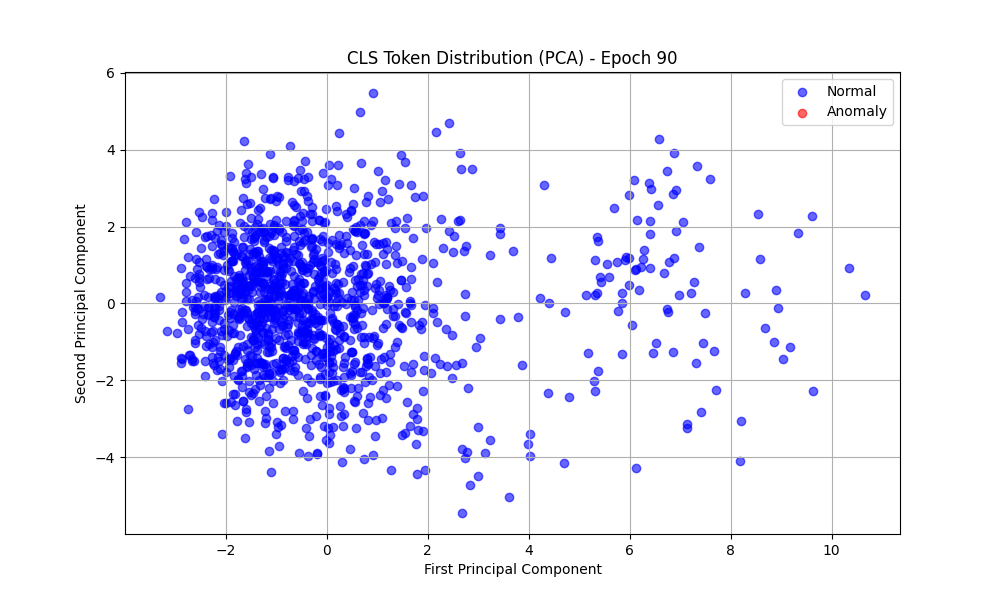 CLS Token Distribution (PCA) - Epoch 90
Normal
Anomaly
6
4
2
0
−2
−4
Second Principal Component
−2 0 2 4 6 8 10
First Principal Component